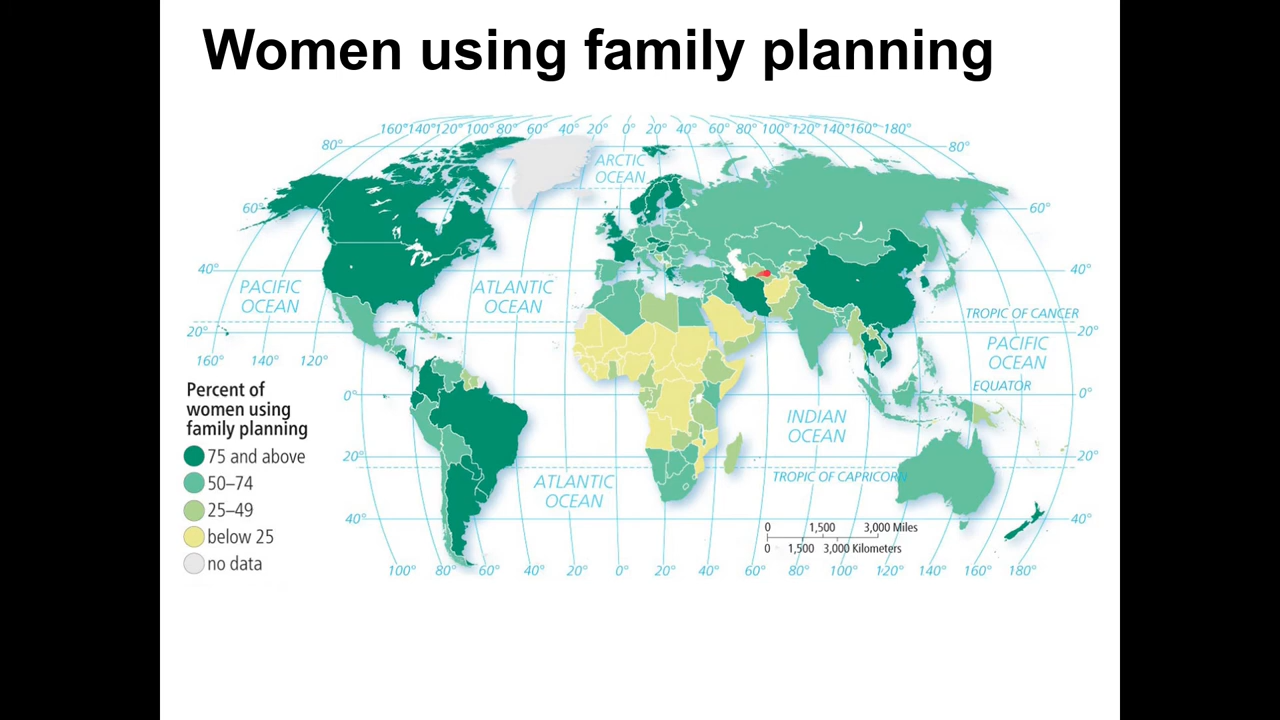 Women using family planning
160° 140° 120° 100° 80° 60° 40° 20° 0° 20° 40° 60° 80° 100° 120° 140° 160° 180°
80° 80°
ARCTIC
OCEAN
60° 60°
40° 40°
PACIFIC
OCEAN
ATLANTIC
OCEAN
TROPIC OF CANCER
20° 20°
PACIFIC
OCEAN
160° 140° 120°
EQUATOR
0° 0°
INDIAN
OCEAN
20° 20°
TROPIC OF CAPRICORN
ATLANTIC
OCEAN
40° 40°
0 1,500 3,000 Miles
0 1,500 3,000 Kilometers
100° 80° 60° 40° 20° 0° 20° 40° 60° 80° 100° 120° 140° 160° 180°
Percent of
women using
family planning
75 and above
50–74
25–49
below 25
no data